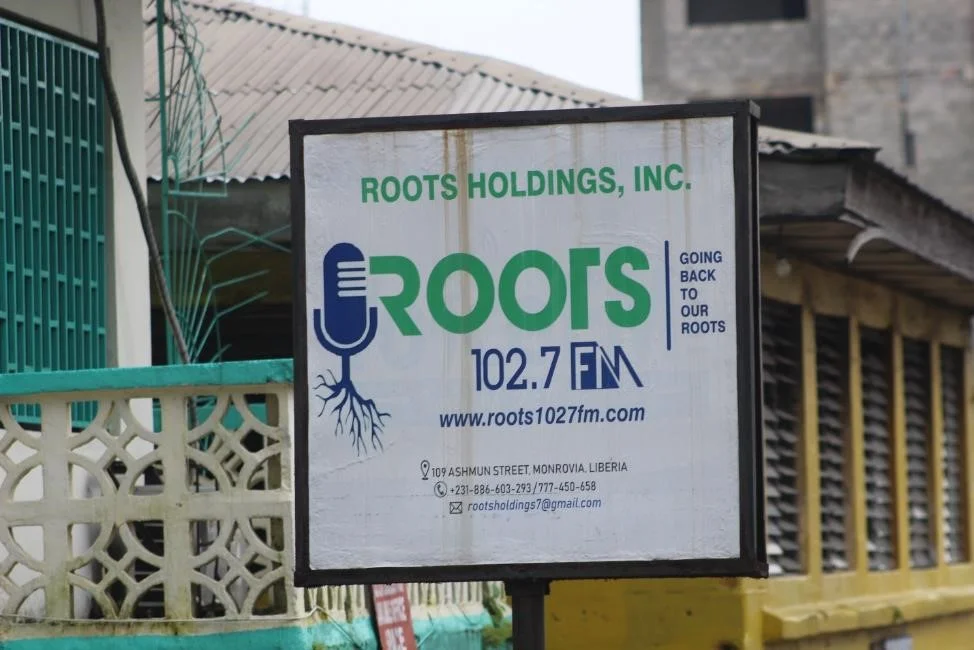 ROOTS HOLDINGS, INC.
ROOTS
GOING
BACK
TO
OUR
ROOTS
102.7 FM
www.roots1027fm.com
109 ASHMUN STREET, MONROVIA, LIBERIA
+231-886-603-293/777-450-658
rootsholdings7@gmail.com
SALE